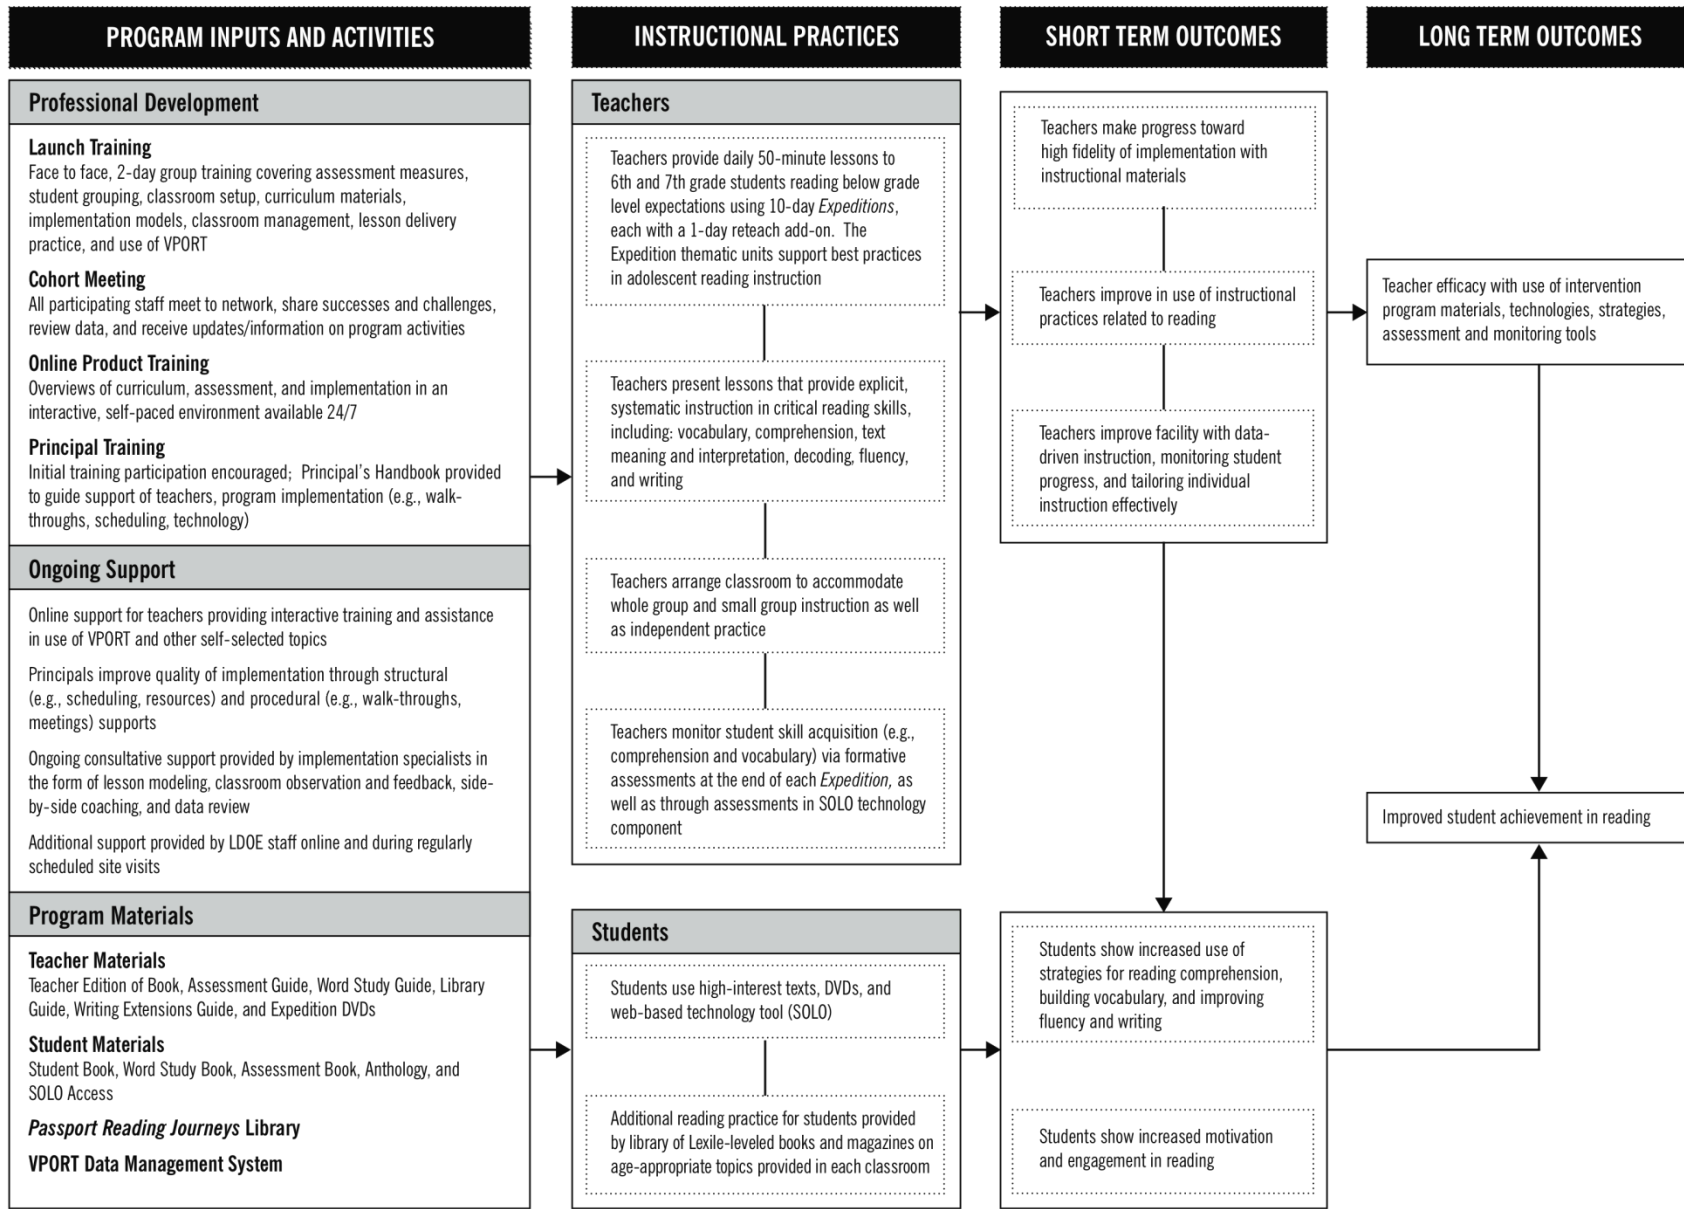 PROGRAM INPUTS AND ACTIVITIES
Professional Development
Launch Training
Face to face, 2-day group training covering assessment measures,
student grouping, classroom setup, curriculum materials,
implementation models, classroom management, lesson delivery
practice, and use of VPORT
Cohort Meeting
All participating staff meet to network, share successes and challenges,
review data, and receive updates/information on program activities
Online Product Training
Overviews of curriculum, assessment, and implementation in an
interactive, self-paced environment available 24/7
Principal Training
Initial training participation encouraged; Principal's Handbook provided
to guide support of teachers, program implementation (e.g., walk-
throughs, scheduling, technology)
Ongoing Support
Online support for teachers providing interactive training and assistance
in use of VPORT and other self-selected topics
Principals improve quality of implementation through structural
(e.g., scheduling, resources) and procedural (e.g., walk-throughs,
meetings) supports
Ongoing consultative support provided by implementation specialists in
the form of lesson modeling, classroom observation and feedback, side-
by-side coaching, and data review
Additional support provided by LDOE staff online and during regularly
scheduled site visits
Program Materials
Teacher Materials
Teacher Edition of Book, Assessment Guide, Word Study Guide, Library
Guide, Writing Extensions Guide, and Expedition DVDs
Student Materials
Student Book, Word Study Book, Assessment Book, Anthology, and
SOLO Access
Passport Reading Journeys Library
VPORT Data Management System
INSTRUCTIONAL PRACTICES
Teachers
Teachers provide daily 50-minute lessons to
6th and 7th grade students reading below grade
level expectations using 10-day Expeditions,
each with a 1-day reteach add-on. The
Expedition thematic units support best practices
in adolescent reading instruction
Teachers present lessons that provide explicit,
systematic instruction in critical reading skills,
including: vocabulary, comprehension, text
meaning and interpretation, decoding, fluency,
and writing
Teachers arrange classroom to accommodate
whole group and small group instruction as well
as independent practice
Teachers monitor student skill acquisition (e.g.,
comprehension and vocabulary) via formative
assessments at the end of each Expedition, as
well as through assessments in SOLO technology
component
Students
Students use high-interest texts, DVDs, and
web-based technology tool (SOLO)
Additional reading practice for students provided
by library of Lexile-leveled books and magazines on
age-appropriate topics provided in each classroom
SHORT TERM OUTCOMES
Teachers make progress toward
high fidelity of implementation with
instructional materials
Teachers improve in use of instructional
practices related to reading
Teachers improve facility with data-
driven instruction, monitoring student
progress, and tailoring individual
instruction effectively
Students show increased use of
strategies for reading comprehension,
building vocabulary, and improving
fluency and writing
Students show increased motivation
and engagement in reading
LONG TERM OUTCOMES
Teacher efficacy with use of intervention
program materials, technologies, strategies,
assessment and monitoring tools
Improved student achievement in reading